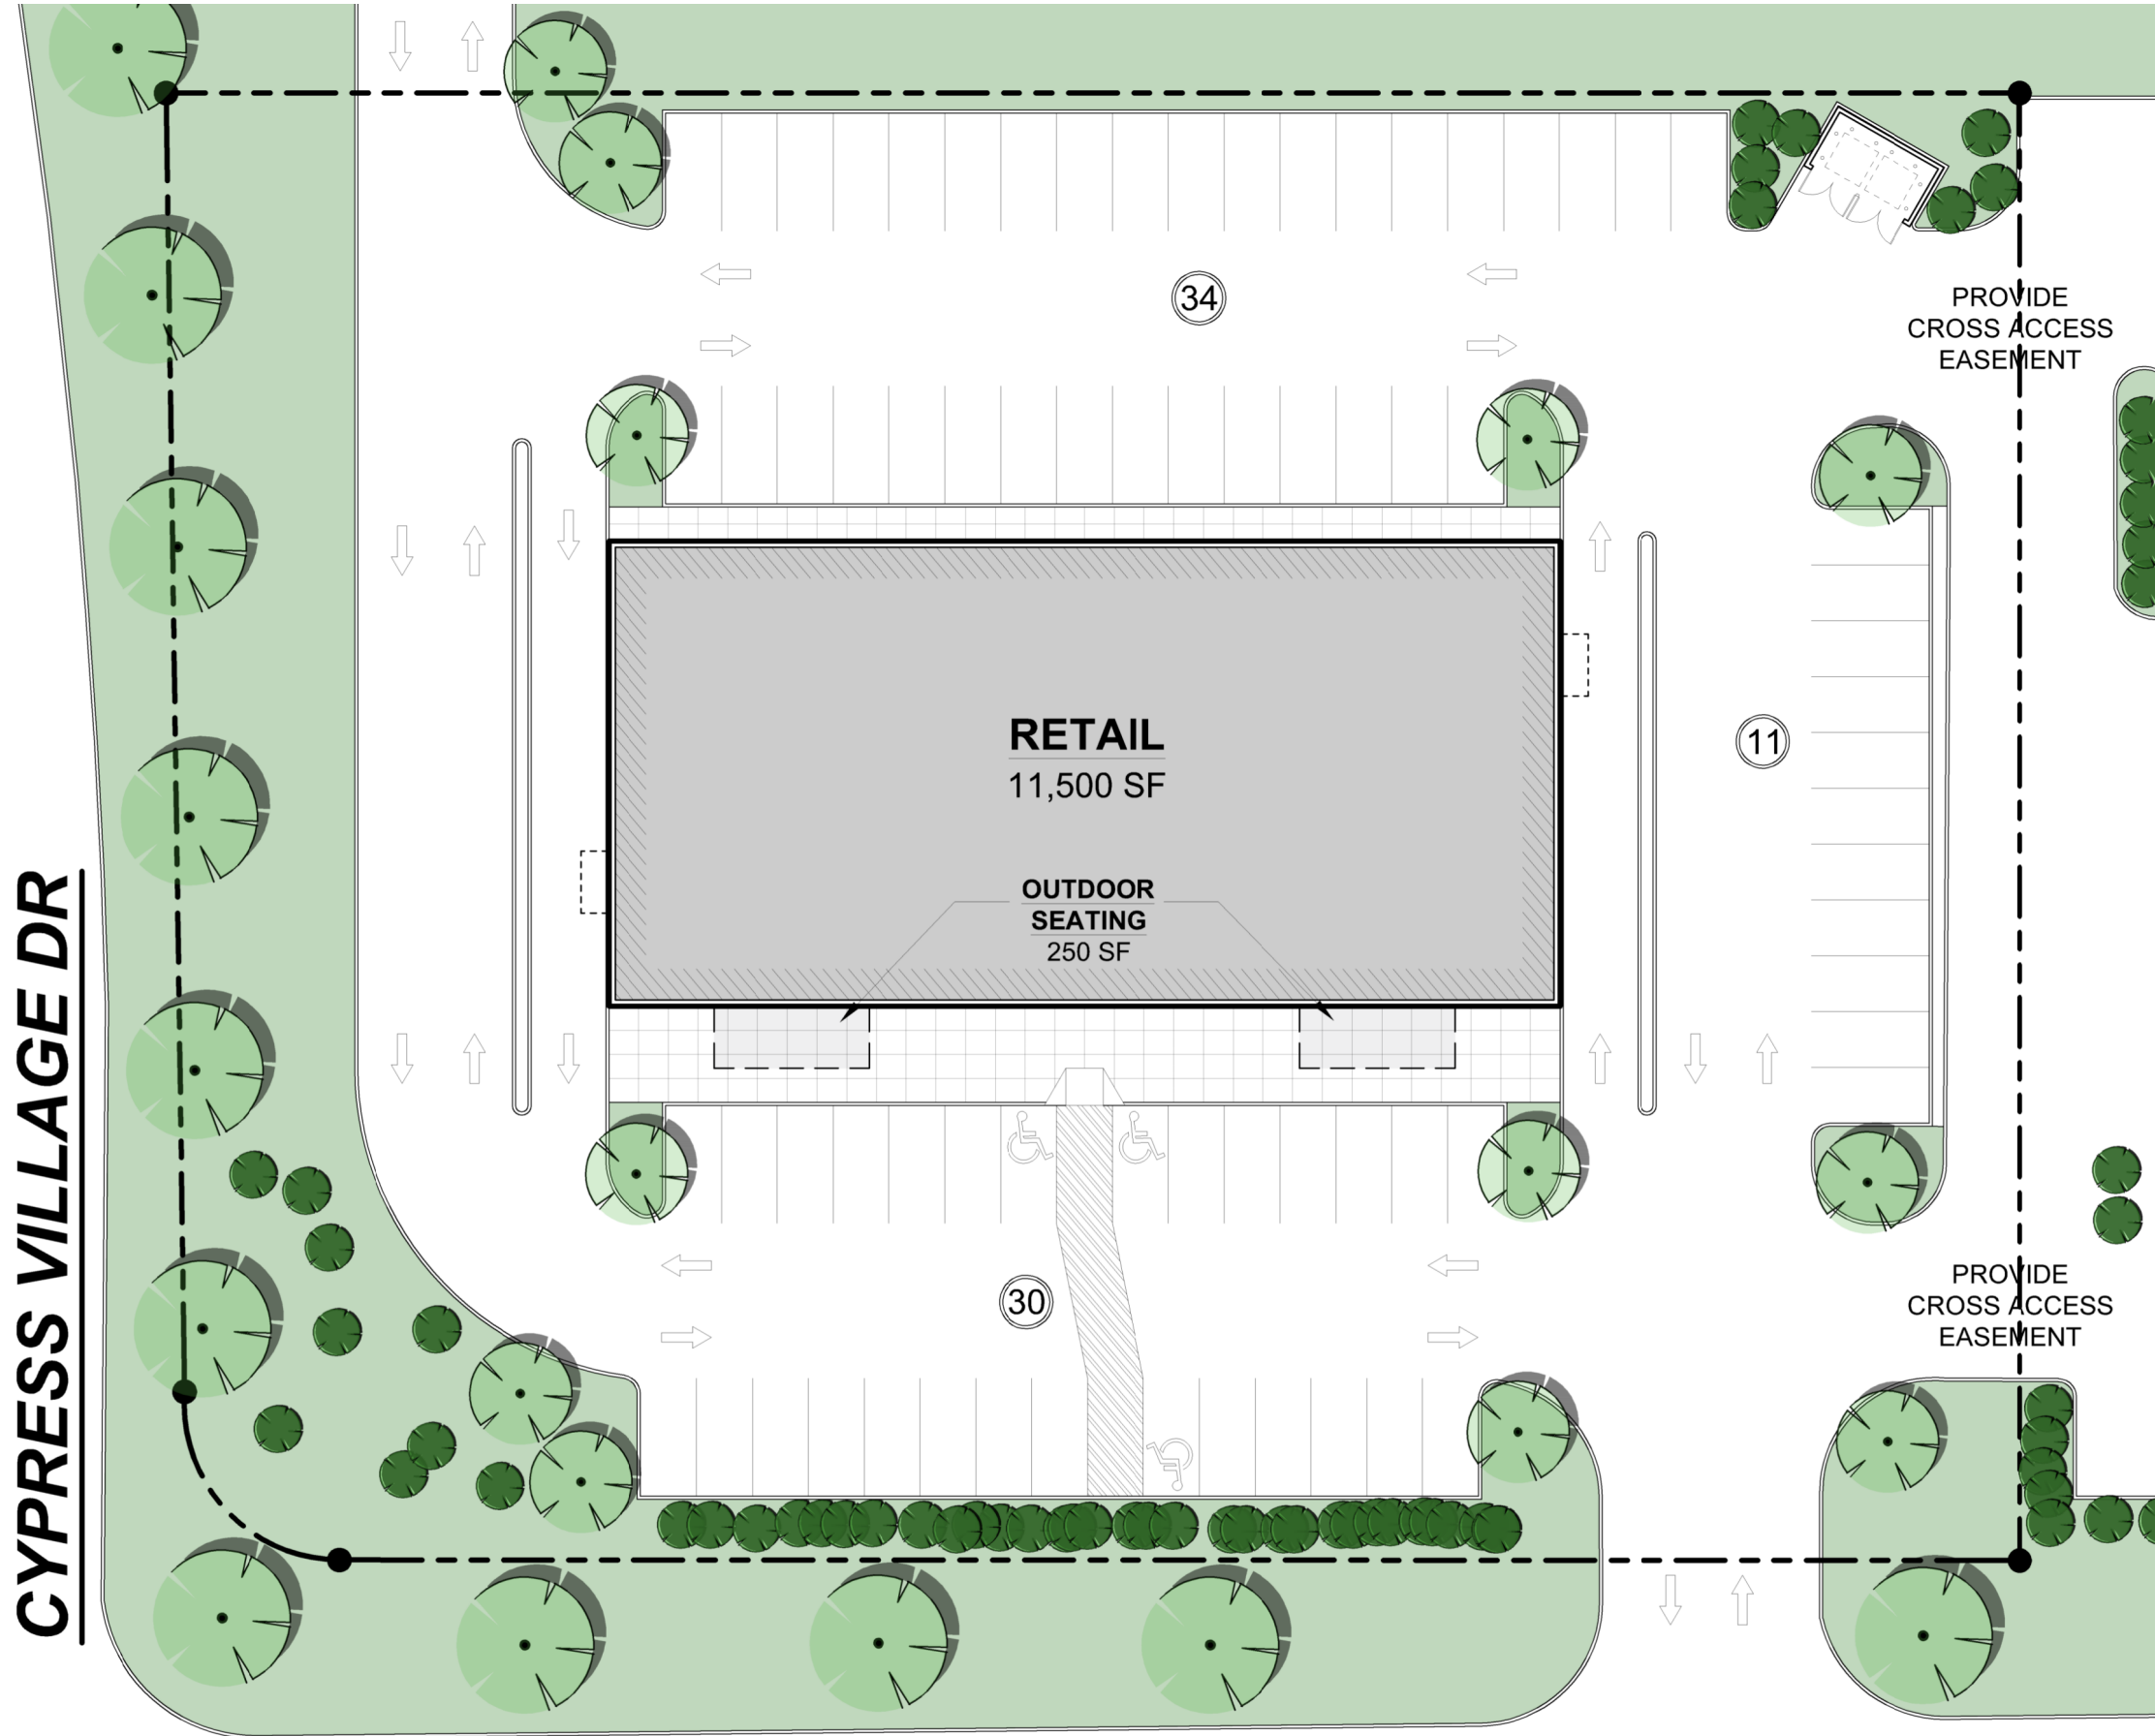 34
PROVIDE
CROSS ACCESS
EASEMENT
RETAIL
11,500 SF
11
OUTDOOR
SEATING
250 SF
CYPRESS VILLAGE DR
30
PROVIDE
CROSS ACCESS
EASEMENT